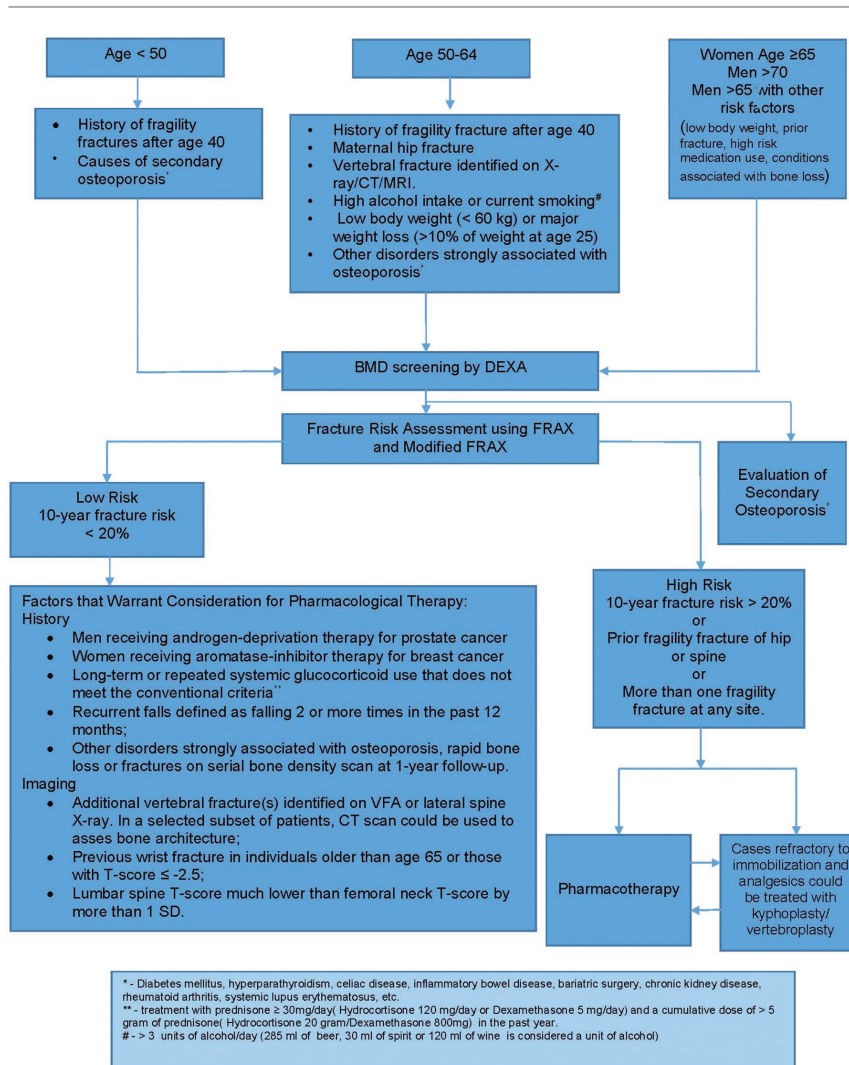 Age < 50
Age 50-64
Women Age ≥65
Men >70
Men >65 with other
risk factors
(low body weight, prior
fracture, high risk
medication use, conditions
associated with bone loss)
• History of fragility
fractures after age 40
* Causes of secondary
osteoporosis*
• History of fragility fracture after age 40
• Maternal hip fracture
• Vertebral fracture identified on X-
ray/CT/MRI.
• High alcohol intake or current smoking#
• Low body weight (< 60 kg) or major
weight loss (>10% of weight at age 25)
• Other disorders strongly associated with
osteoporosis*
BMD screening by DEXA
Fracture Risk Assessment using FRAX
and Modified FRAX
Evaluation of
Secondary
Osteoporosis*
Low Risk
10-year fracture risk
< 20%
High Risk
10-year fracture risk > 20%
or
Prior fragility fracture of hip
or spine
or
More than one fragility
fracture at any site.
Factors that Warrant Consideration for Pharmacological Therapy:
History
• Men receiving androgen-deprivation therapy for prostate cancer
• Women receiving aromatase-inhibitor therapy for breast cancer
• Long-term or repeated systemic glucocorticoid use that does not
meet the conventional criteria**
• Recurrent falls defined as falling 2 or more times in the past 12
months;
• Other disorders strongly associated with osteoporosis, rapid bone
loss or fractures on serial bone density scan at 1-year follow-up.
Imaging
• Additional vertebral fracture(s) identified on VFA or lateral spine
X-ray. In a selected subset of patients, CT scan could be used to
asses bone architecture;
• Previous wrist fracture in individuals older than age 65 or those
with T-score ≤ -2.5;
• Lumbar spine T-score much lower than femoral neck T-score by
more than 1 SD.
Pharmacotherapy
Cases refractory to
immobilization and
analgesics could
be treated with
kyphoplasty/
vertebroplasty
* - Diabetes mellitus, hyperparathyroidism, celiac disease, inflammatory bowel disease, bariatric surgery, chronic kidney disease,
rheumatoid arthritis, systemic lupus erythematosus, etc.
** - treatment with prednisone ≥ 30mg/day( Hydrocortisone 120 mg/day or Dexamethasone 5 mg/day) and a cumulative dose of > 5
gram of prednisone( Hydrocortisone 20 gram/Dexamethasone 800mg) in the past year.
# - > 3 units of alcohol/day (285 ml of beer, 30 ml of spirit or 120 ml of wine is considered a unit of alcohol)